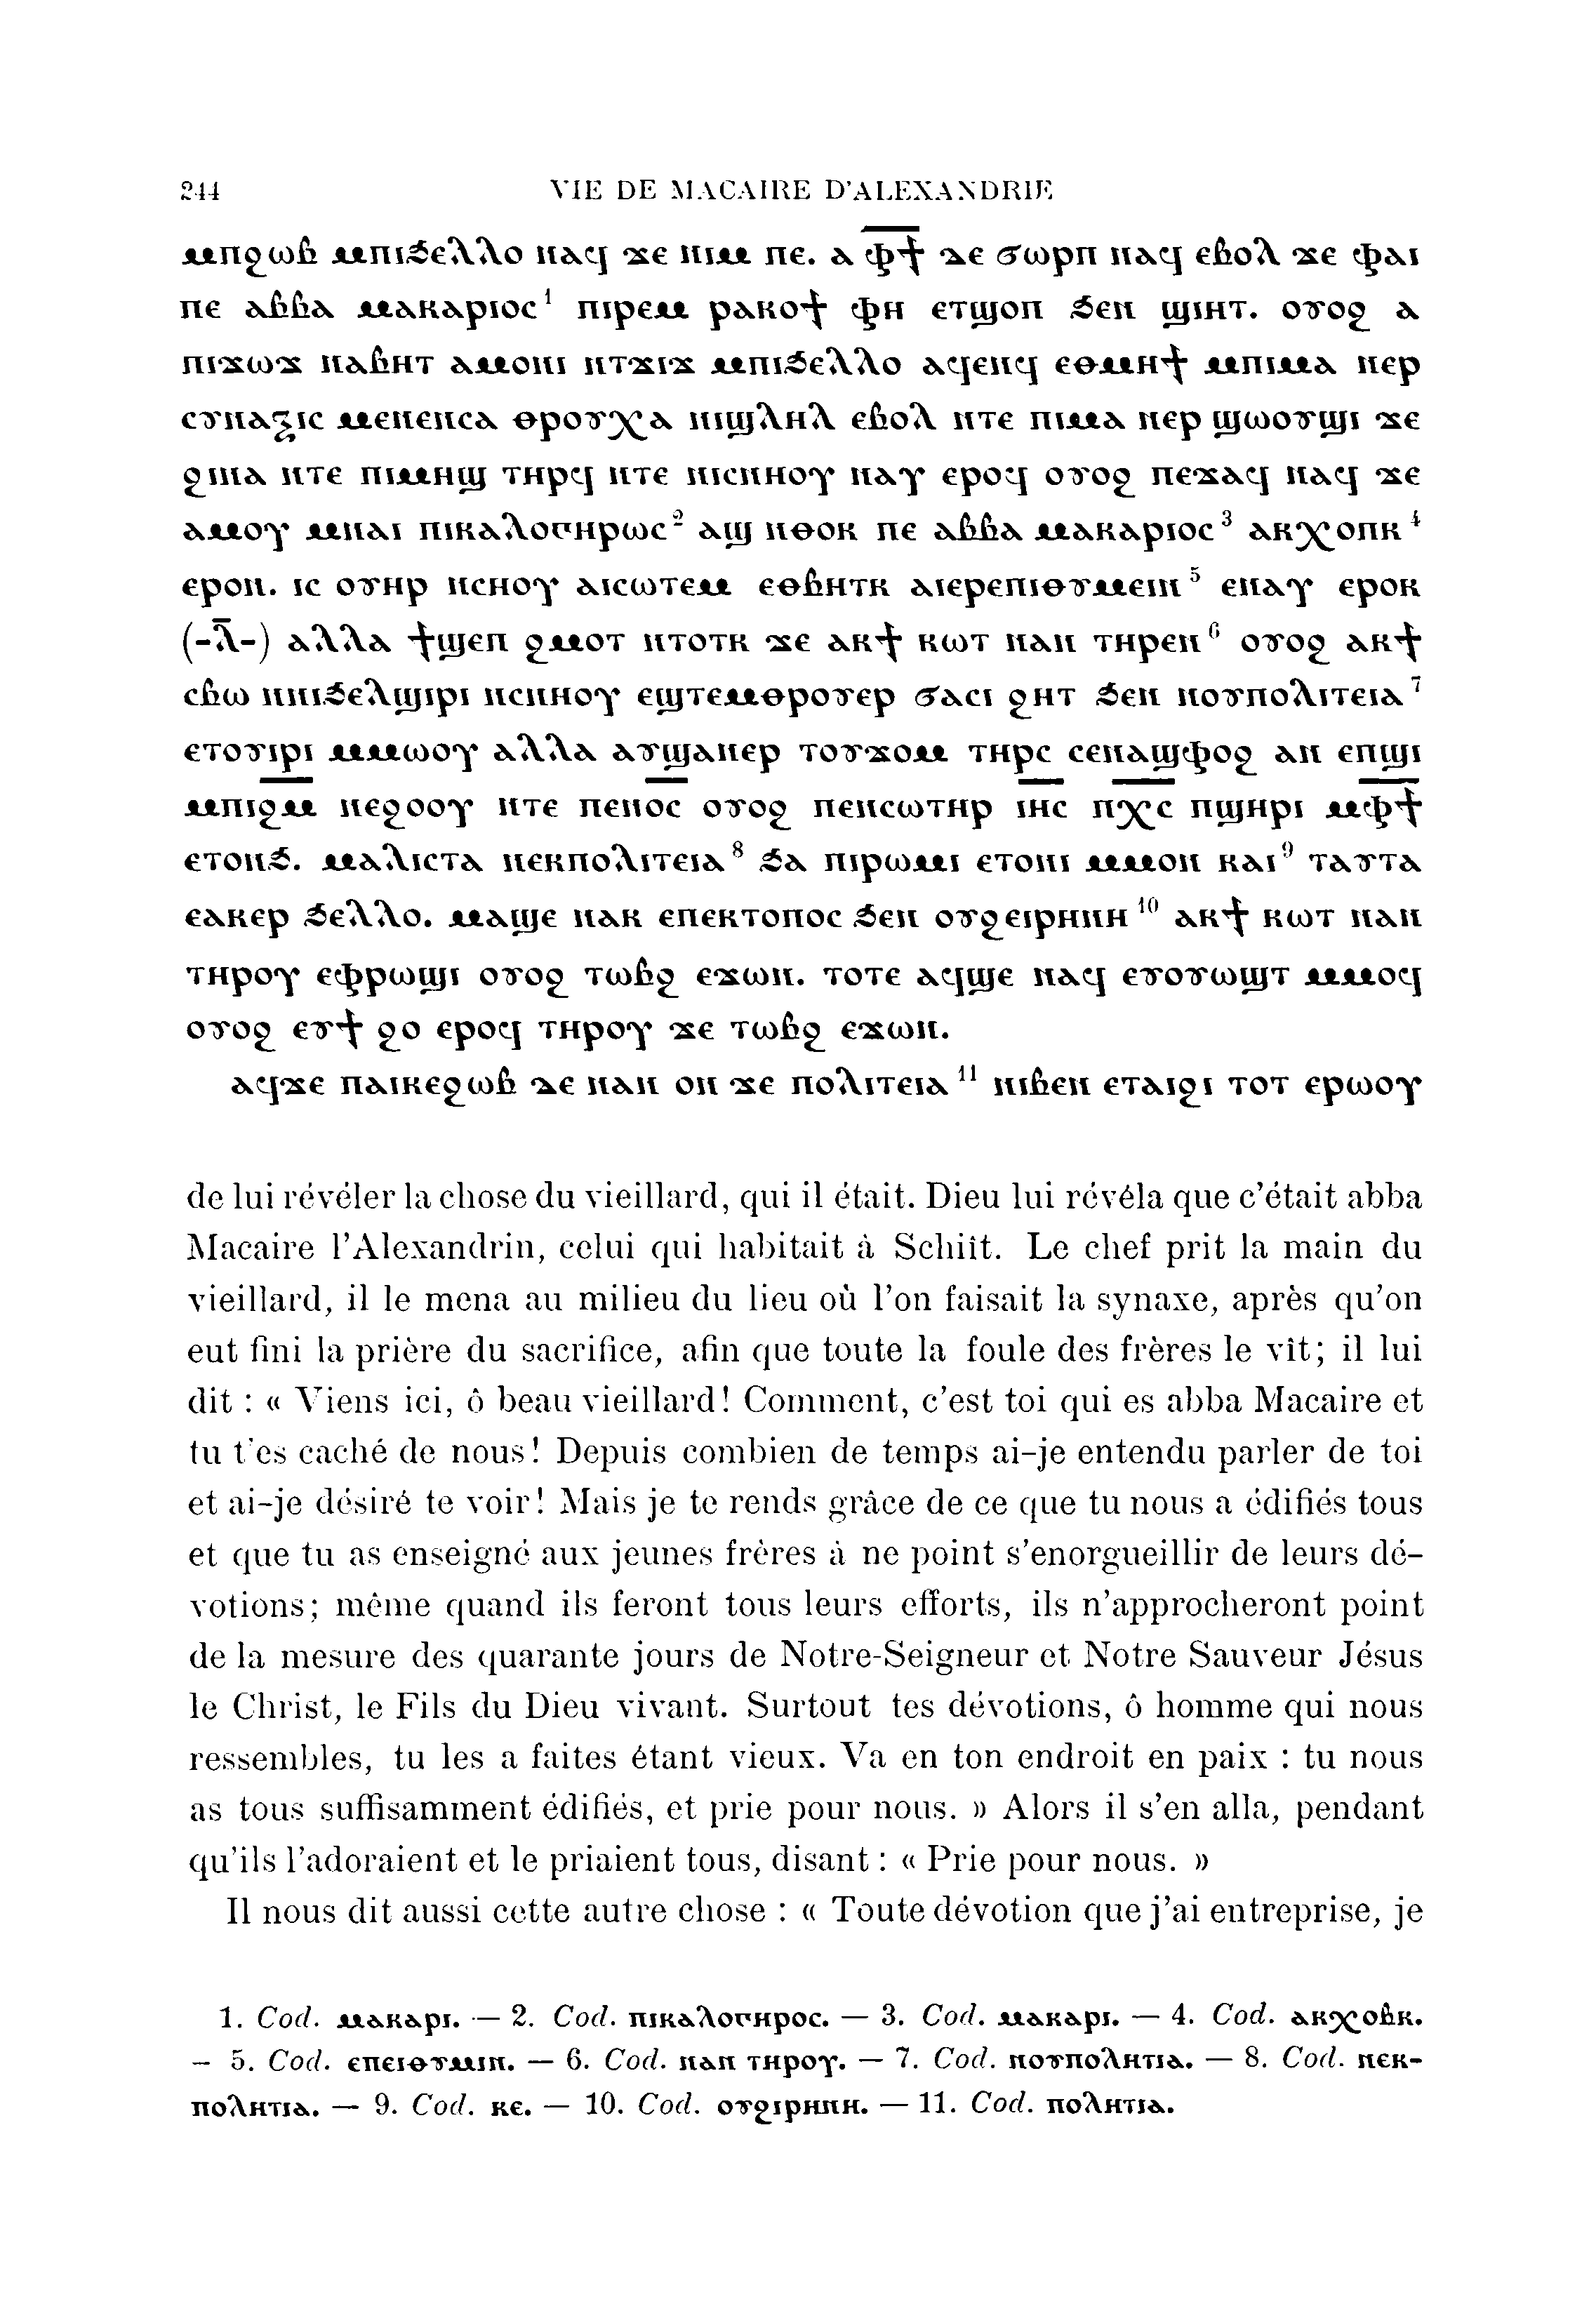 244 VIE DE MACAIRE D'ALEXANDRIE
ⲙⲡϩⲱⲃ ⲙⲡⲓϧⲉⲗⲗⲟ ⲛⲁϥ ϫⲉ ⲛⲓⲙ ⲡⲉ. ⲁ ⲫ̅ϯ̅ ⲇⲉ ϭⲱⲣⲡ ⲛⲁϥ ⲉⲃⲟⲗ ϫⲉ ⲫⲁⲓ
ⲡⲉ ⲁⲃⲃⲁ ⲙⲁⲕⲁⲣⲓⲟⲥ¹ ⲡⲓⲣⲉⲙ ⲣⲁⲕⲟϯ ⲫⲏ ⲉⲧϣⲟⲡ ϧⲉⲛ ϣⲓⲏⲧ. ⲟⲩⲟϩ ⲁ
ⲡⲓϫⲱϫ ⲛⲁⲃⲏⲧ ⲁⲙⲟⲛⲓ ⲛⲧϫⲓϫ ⲙⲡⲓϧⲉⲗⲗⲟ ⲁϥⲉⲛϥ ⲉⲑⲙⲏϯ ⲙⲡⲓⲙⲁ ⲛⲉⲣ
ⲥⲩⲛⲁⲝⲓⲥ ⲙⲉⲛⲉⲛⲥⲁ ⲑⲣⲟⲩⲭⲁ ⲛⲓϣⲗⲏⲗ ⲉⲃⲟⲗ ⲛⲧⲉ ⲡⲓⲙⲁ ⲛⲉⲣ ϣⲱⲟⲩϣⲓ ϫⲉ
ϩⲓⲛⲁ ⲛⲧⲉ ⲡⲓⲙⲏϣ ⲧⲏⲣϥ ⲛⲧⲉ ⲛⲓⲥⲛⲏⲟⲩ ⲛⲁⲩ ⲉⲣⲟϥ ⲟⲩⲟϩ ⲡⲉϫⲁϥ ⲛⲁϥ ϫⲉ
ⲁⲙⲟⲩ ⲙⲛⲁⲓ ⲡⲓⲕⲁⲗⲟⲅⲏⲣⲱⲥ² ⲁϣ ⲛⲑⲟⲕ ⲡⲉ ⲁⲃⲃⲁ ⲙⲁⲕⲁⲣⲓⲟⲥ³ ⲁⲕⲭⲟⲡⲕ⁴
ⲉⲣⲟⲛ. ⲓⲥ ⲟⲩⲏⲣ ⲛⲥⲏⲟⲩ ⲁⲓⲥⲱⲧⲉⲙ ⲉⲑⲃⲏⲧⲕ ⲁⲓⲉⲣⲉⲡⲓⲑⲩⲙⲉⲓⲛ⁵ ⲉⲛⲁⲩ ⲉⲣⲟⲕ
(-ⲗ̅-) ⲁⲗⲗⲁ ϯϣⲉⲡ ϩⲙⲟⲧ ⲛⲧⲟⲧⲕ ϫⲉ ⲁⲕϯ ⲕⲱⲧ ⲛⲁⲛ ⲧⲏⲣⲉⲛ⁶ ⲟⲩⲟϩ ⲁⲕϯ
ⲥⲃⲱ ⲛⲛⲓϧⲉⲗϣⲓⲣⲓ ⲛⲥⲛⲏⲟⲩ ⲉϣⲧⲉⲙⲑⲣⲟⲩⲉⲣ ϭⲁⲥⲓ ϩⲏⲧ ϧⲉⲛ ⲛⲟⲩⲡⲟⲗⲓⲧⲉⲓⲁ⁷
ⲉⲧⲟⲩⲓⲣⲓ ⲙⲙⲱⲟⲩ ⲁⲗⲗⲁ ⲁⲩϣⲁⲛⲉⲣ ⲧⲟⲩϫⲟⲙ ⲧⲏⲣⲥ ⲥⲉⲛⲁϣⲫⲟϩ ⲁⲛ ⲉⲡϣⲓ
ⲙⲡⲓϩ̅ⲙ̅ ⲛⲉϩⲟⲟⲩ ⲛⲧⲉ ⲡⲉⲛⲟ̅ⲥ̅ ⲟⲩⲟϩ ⲡⲉⲛⲥⲱⲧⲏⲣ ⲓ̅ⲏ̅ⲥ̅ ⲡ̅ⲭ̅ⲥ̅ ⲡϣⲏⲣⲓ ⲙⲫ̅ϯ̅
ⲉⲧⲟⲛϧ. ⲙⲁⲗⲓⲥⲧⲁ ⲛⲉⲕⲡⲟⲗⲓⲧⲉⲓⲁ⁸ ϧⲁ ⲡⲓⲣⲱⲙⲓ ⲉⲧⲟⲛⲓ ⲙⲙⲟⲛ ⲕⲁⲓ⁹ ⲧⲁⲩⲧⲁ
ⲉⲁⲕⲉⲣ ϧⲉⲗⲗⲟ. ⲙⲁϣⲉ ⲛⲁⲕ ⲉⲡⲉⲕⲧⲟⲡⲟⲥ ϧⲉⲛ ⲟⲩϩⲉⲓⲣⲏⲛⲏ¹⁰ ⲁⲕϯ ⲕⲱⲧ ⲛⲁⲛ
ⲧⲏⲣⲟⲩ ⲉⲫⲣⲱϣⲓ ⲟⲩⲟϩ ⲧⲱⲃϩ ⲉϫⲱⲛ. ⲧⲟⲧⲉ ⲁϥϣⲉ ⲛⲁϥ ⲉⲩⲟⲩⲱϣⲧ ⲙⲙⲟϥ
ⲟⲩⲟϩ ⲉⲩϯ ϩⲟ ⲉⲣⲟϥ ⲧⲏⲣⲟⲩ ϫⲉ ⲧⲱⲃϩ ⲉϫⲱⲛ.
ⲁϥϫⲉ ⲡⲁⲓⲕⲉϩⲱⲃ ⲇⲉ ⲛⲁⲛ ⲟⲛ ϫⲉ ⲡⲟⲗⲓⲧⲉⲓⲁ¹¹ ⲛⲓⲃⲉⲛ ⲉⲧⲁⲓϩⲓ ⲧⲟⲧ ⲉⲣⲱⲟⲩ
de lui révéler la chose du vieillard, qui il était. Dieu lui révéla que c'était abba
Macaire l'Alexandrin, celui qui habitait à Schiît. Le chef prit la main du
vieillard, il le mena au milieu du lieu où l'on faisait la synaxe, après qu'on
eut fini la prière du sacrifice, afin que toute la foule des frères le vît; il lui
dit : « Viens ici, ô beau vieillard! Comment, c'est toi qui es abba Macaire et
tu t'es caché de nous! Depuis combien de temps ai-je entendu parler de toi
et ai-je désiré te voir! Mais je te rends grâce de ce que tu nous a édifiés tous
et que tu as enseigné aux jeunes frères à ne point s'enorgueillir de leurs dé-
votions; même quand ils feront tous leurs efforts, ils n'approcheront point
de la mesure des quarante jours de Notre-Seigneur et Notre Sauveur Jésus
le Christ, le Fils du Dieu vivant. Surtout tes dévotions, ô homme qui nous
ressembles, tu les a faites étant vieux. Va en ton endroit en paix : tu nous
as tous suffisamment édifiés, et prie pour nous. » Alors il s'en alla, pendant
qu'ils l'adoraient et le priaient tous, disant : « Prie pour nous. »
Il nous dit aussi cette autre chose : « Toute dévotion que j'ai entreprise, je
1. Cod. ⲙⲁⲕⲁⲣⲓ. — 2. Cod. ⲡⲓⲕⲁⲗⲟⲅⲏⲣⲟⲥ. — 3. Cod. ⲙⲁⲕⲁⲣⲓ. — 4. Cod. ⲁⲕⲭⲟⲃⲕ.
— 5. Cod. ⲉⲡⲉⲓⲑⲩⲙⲓⲛ. — 6. Cod. ⲛⲁⲛ ⲧⲏⲣⲟⲩ. — 7. Cod. ⲛⲟⲩⲡⲟⲗⲏⲧⲓⲁ. — 8. Cod. ⲛⲉⲕ-
ⲡⲟⲗⲏⲧⲓⲁ. — 9. Cod. ⲕⲉ. — 10. Cod. ⲟⲩϩⲓⲣⲏⲛⲏ. — 11. Cod. ⲡⲟⲗⲏⲧⲓⲁ.